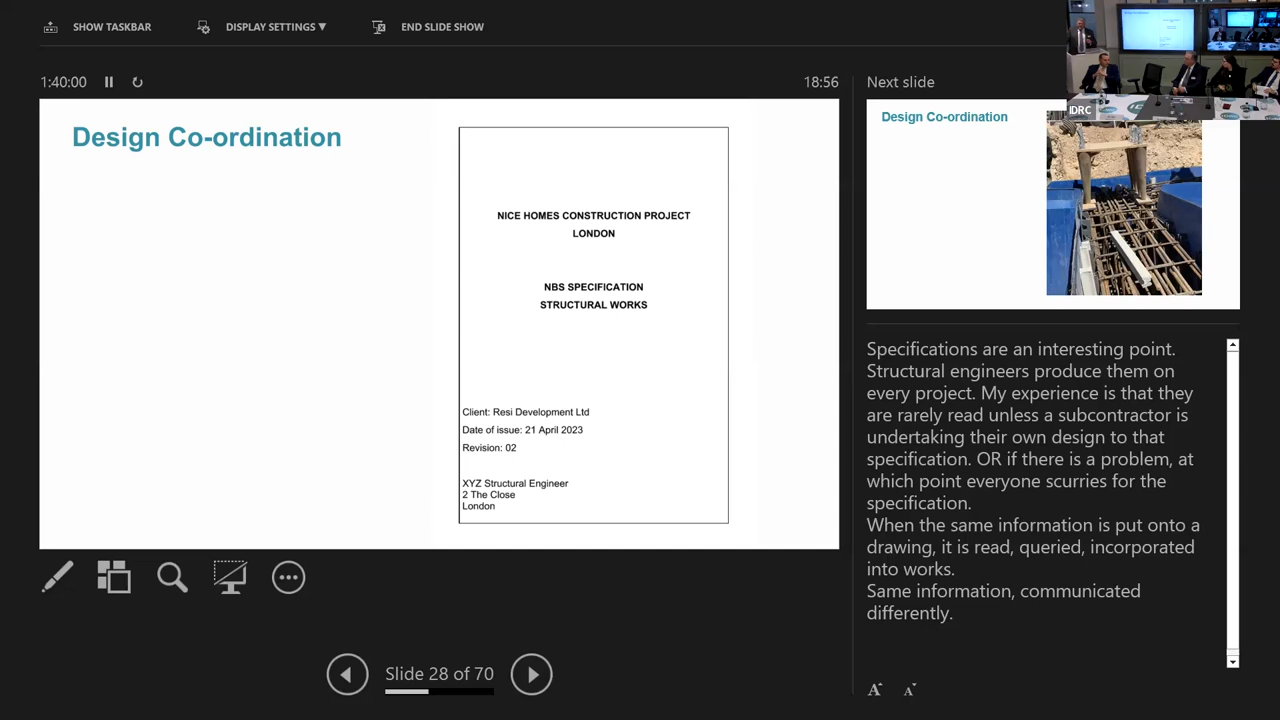 SHOW TASKBAR
DISPLAY SETTINGS ▼
END SLIDE SHOW
1:40:00
18:56
Next slide
IDRC
Design Co-ordination
NICE HOMES CONSTRUCTION PROJECT
LONDON
NBS SPECIFICATION
STRUCTURAL WORKS
Client: Resi Development Ltd
Date of issue: 21 April 2023
Revision: 02
XYZ Structural Engineer
2 The Close
London
Design Co-ordination
Specifications are an interesting point.
Structural engineers produce them on
every project. My experience is that they
are rarely read unless a subcontractor is
undertaking their own design to that
specification. OR if there is a problem, at
which point everyone scurries for the
specification.
When the same information is put onto a
drawing, it is read, queried, incorporated
into works.
Same information, communicated
differently.
Slide 28 of 70
A A